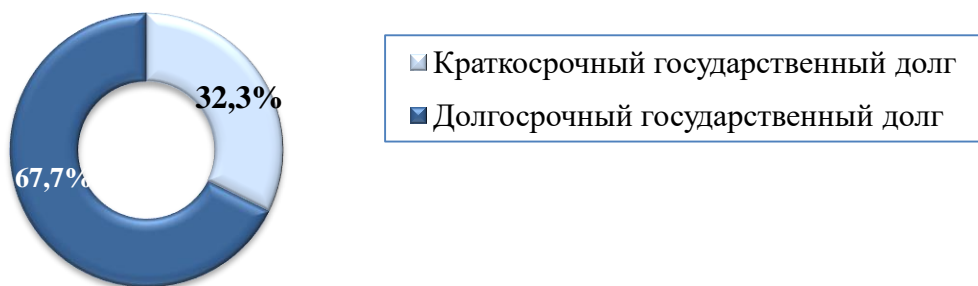 32,3%
67,7%
Краткосрочный государственный долг
Долгосрочный государственный долг